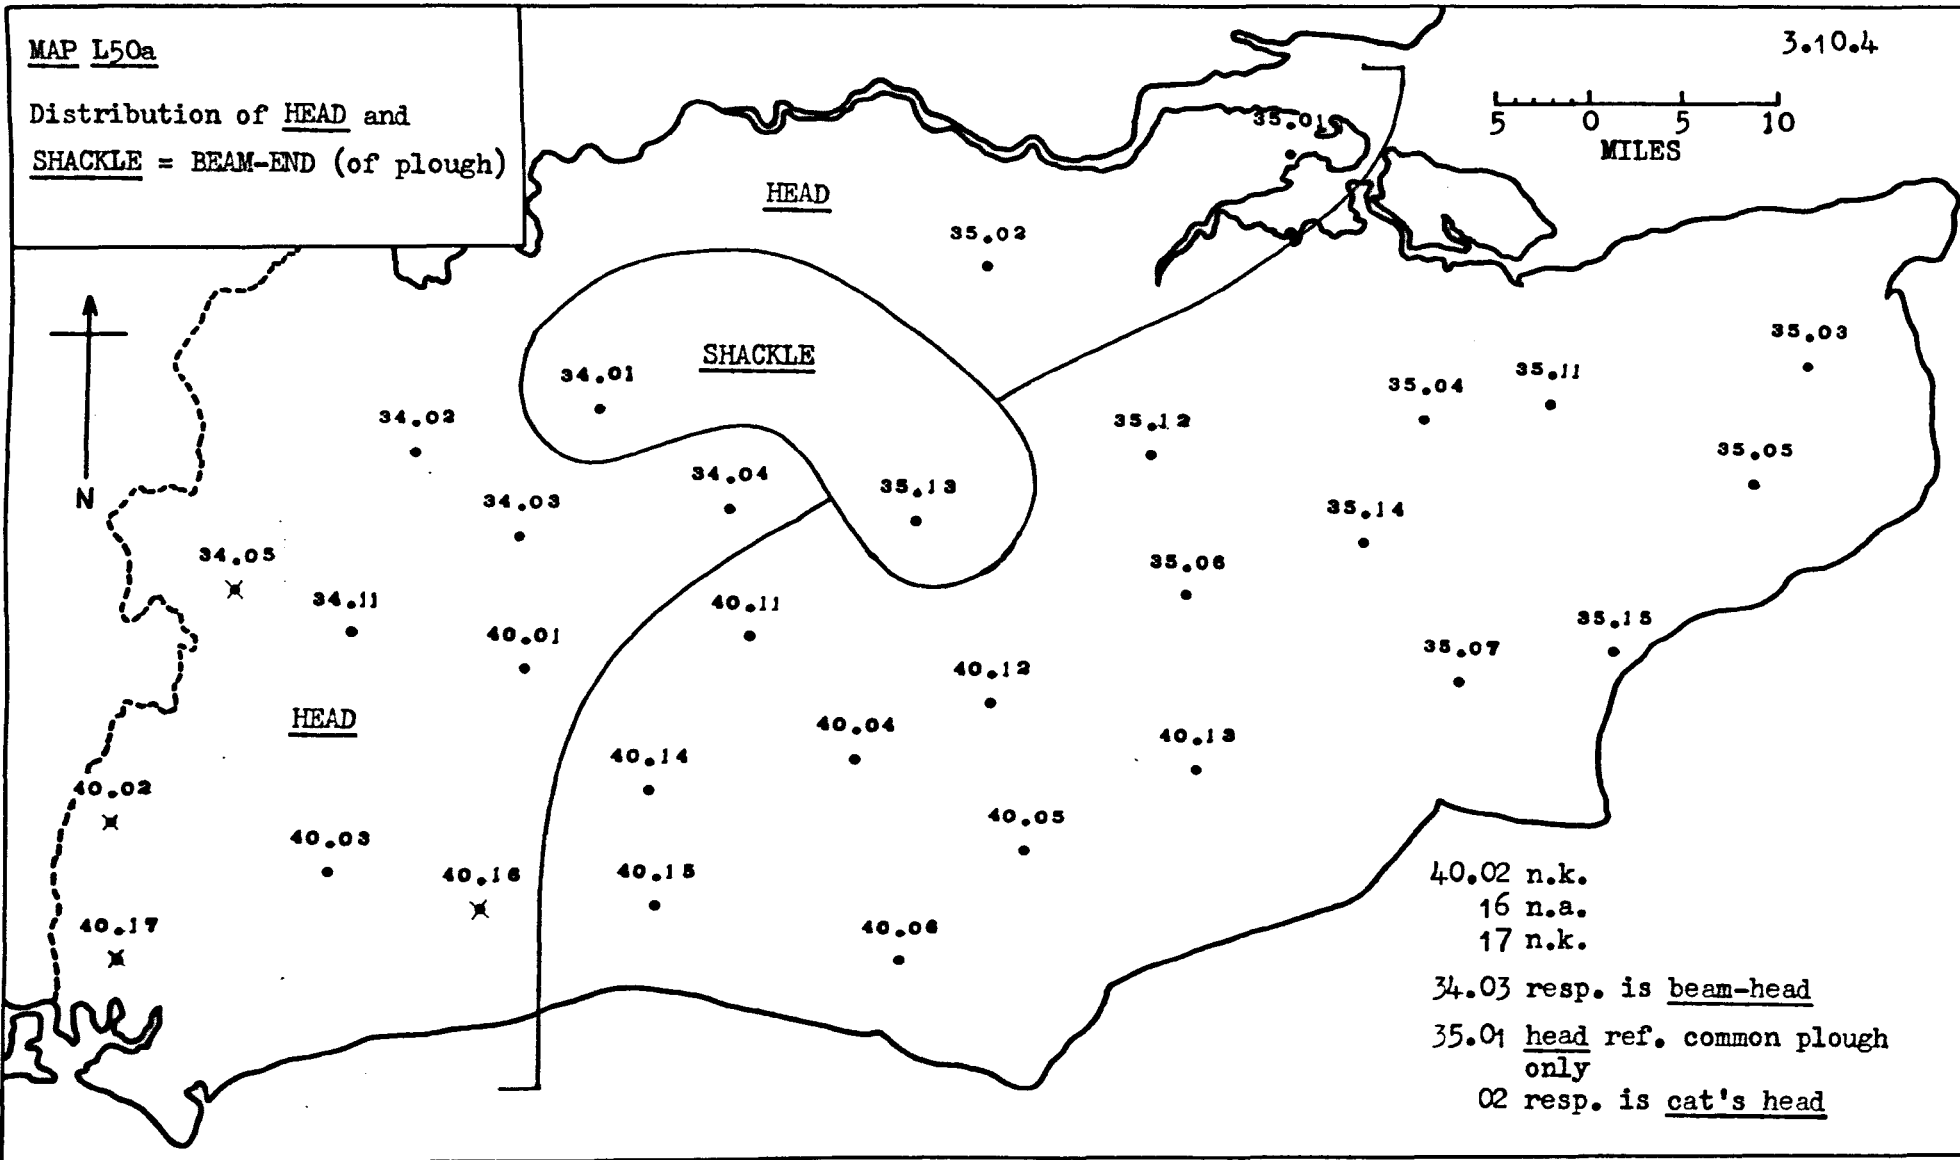 MAP L50a
Distribution of HEAD and
SHACKLE = BEAM-END (of plough)
3.10.4
5 0 5 10
MILES
35.01
HEAD
35.02
SHACKLE
34.01
34.02
34.03
34.04
35.13
35.12
35.04
35.11
35.03
35.05
35.14
35.06
N
34.05
34.11
40.01
40.11
40.12
35.07
35.15
HEAD
40.14
40.04
40.13
40.02
40.03
40.16
40.15
40.05
40.17
40.06
40.02 n.k.
16 n.a.
17 n.k.
34.03 resp. is beam-head
35.01 head ref. common plough
only
02 resp. is cat's head